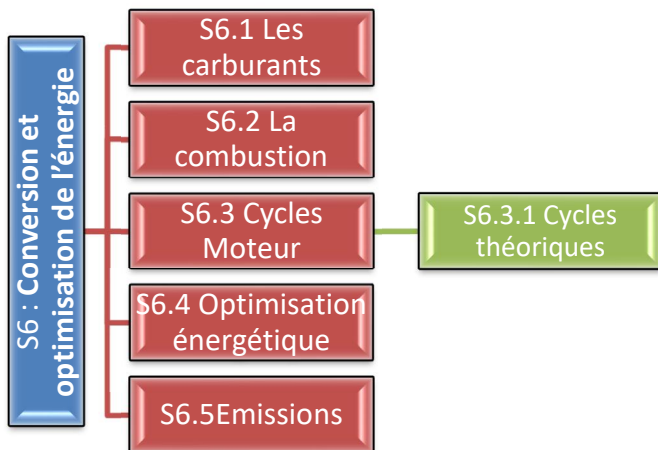 S6 : Conversion et
optimisation de l’énergie
S6.1 Les
carburants
S6.2 La
combustion
S6.3 Cycles
Moteur
S6.3.1 Cycles
théoriques
S6.4 Optimisation
énergétique
S6.5Emissions